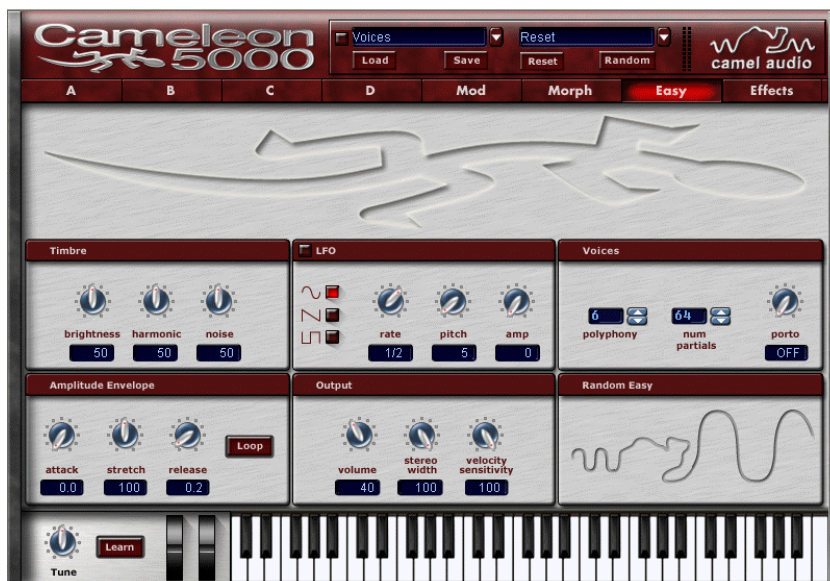 Cameleon
5000
Voices
Reset
Load
Save
Reset
Random
camel audio
A
B
C
D
Mod
Morph
Easy
Effects
Timbre
brightness
harmonic
noise
50
50
50
LFO
rate
pitch
amp
1/2
5
0
Voices
6
64
polyphony
num
partials
porto
OFF
Amplitude Envelope
Loop
attack
stretch
release
0.0
100
0.2
Output
volume
stereo
width
velocity
sensitivity
40
100
100
Random Easy
Tune
Learn